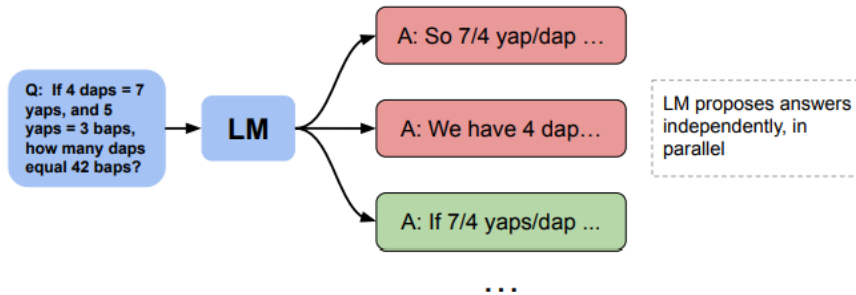 Q: If 4 daps = 7
yaps, and 5
yaps = 3 baps,
how many daps
equal 42 baps?
LM
A: So 7/4 yap/dap ...
A: We have 4 dap...
A: If 7/4 yaps/dap ...
...
LM proposes answers
independently, in
parallel